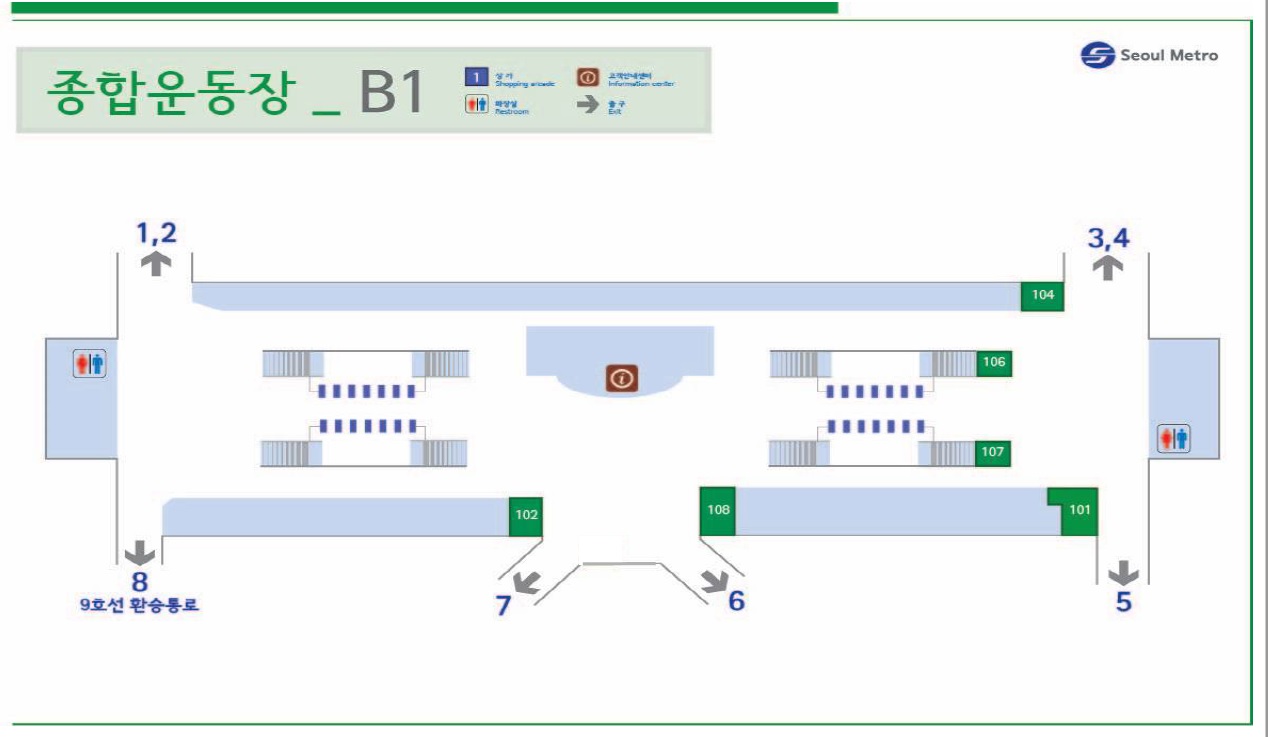 Seoul Metro
종합운동장 _ B1
1 상가
Shopping arcade
고객안내센터
Information center
화장실
Restroom
출구
Exit
1,2
3,4
104
106
107
102
108
101
8
9호선 환승통로
7
6
5